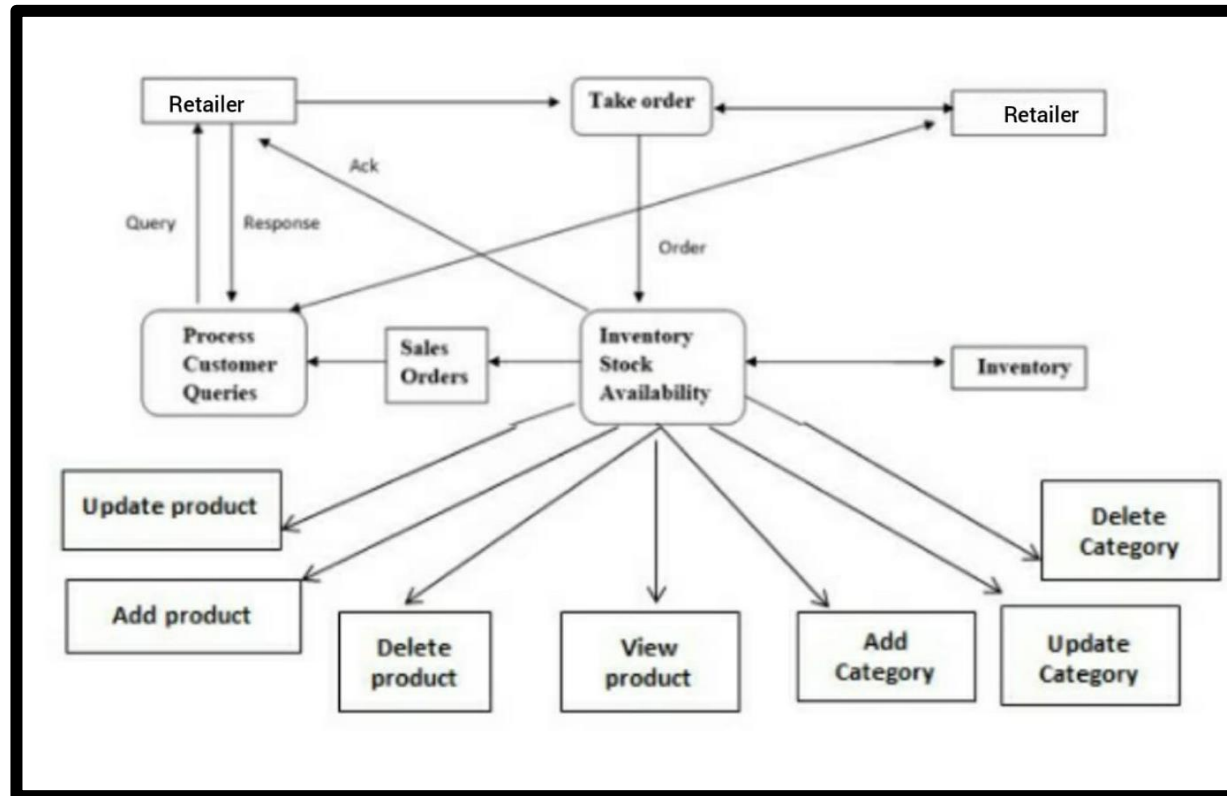 Retailer
Take order
Retailer
Ack
Query
Response
Order
Process
Customer
Queries
Sales
Orders
Inventory
Stock
Availability
Inventory
Update product
Delete
Category
Add product
Delete
product
View
product
Add
Category
Update
Category